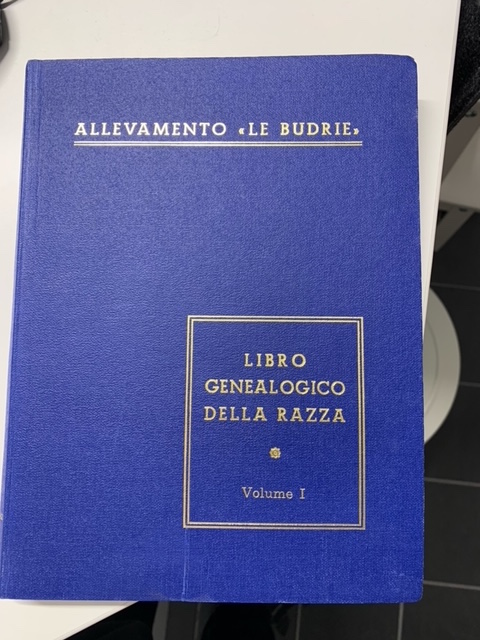 ALLEVAMENTO «LE BUDRIE»
LIBRO
GENEALOGICO
DELLA RAZZA
Volume I